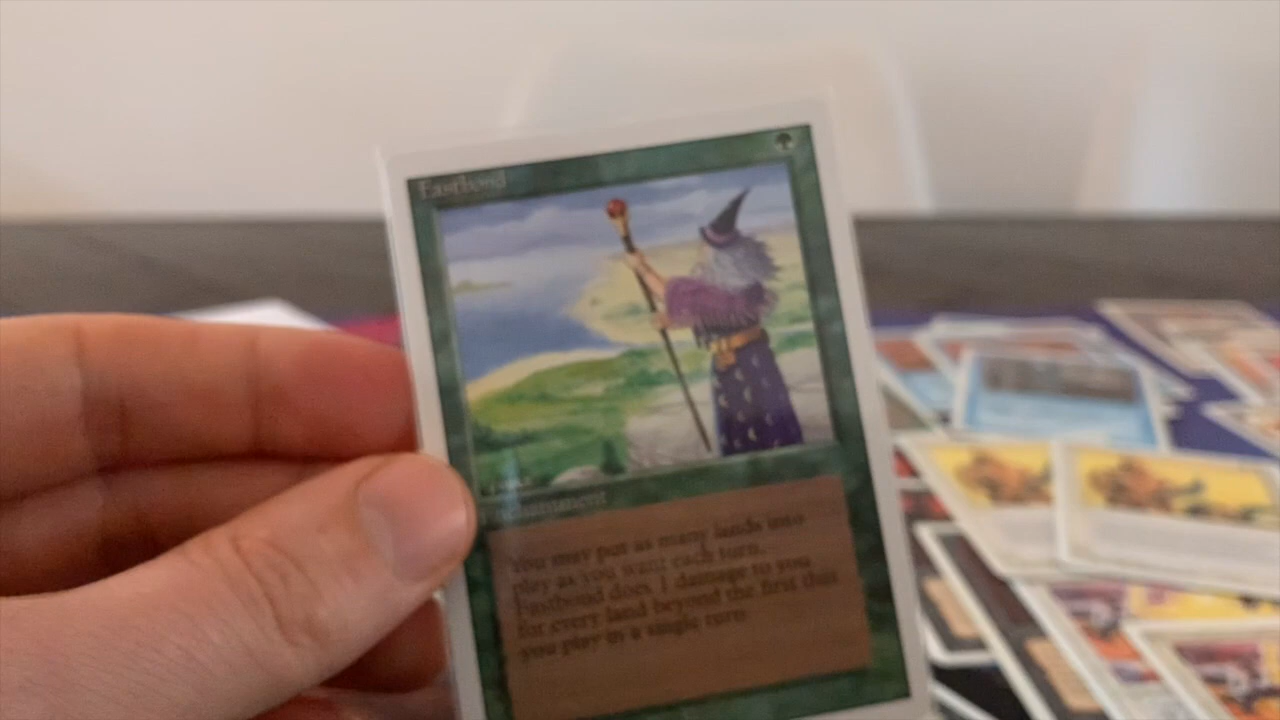 Fastbond
Enchantment
You may put as many lands into
play as you want each turn.
Fastbond does 1 damage to you
for every land beyond the first that
you play in a single turn.